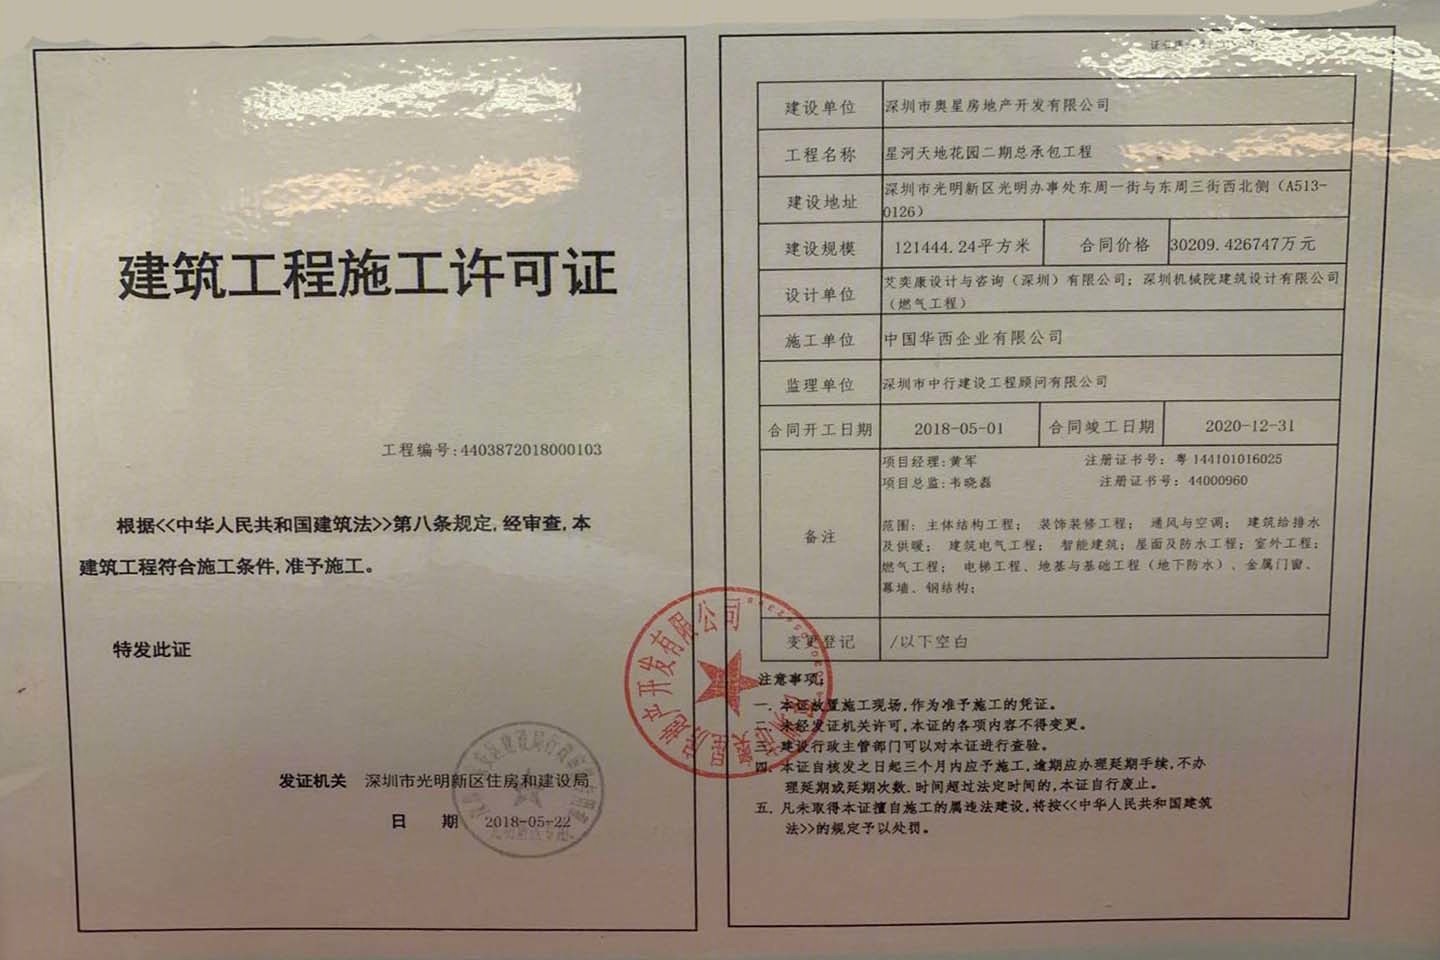 建筑工程施工许可证
工程编号:4403872018000103
根据<<中华人民共和国建筑法>>第八条规定,经审查,本
建筑工程符合施工条件,准予施工。
特发此证
发证机关 深圳市光明新区住房和建设局
日 期 2018-05-22
建设单位 深圳市奥星房地产开发有限公司
工程名称 星河天地花园二期总承包工程
建设地址 深圳市光明新区光明办事处东周一街与东周三街西北侧（A513-
0126）
建设规模 121444.24平方米 合同价格 30209.426747万元
设计单位 艾奕康设计与咨询（深圳）有限公司；深圳机械院建筑设计有限公司
（燃气工程）
施工单位 中国华西企业有限公司
监理单位 深圳市中行建设工程顾问有限公司
合同开工日期 2018-05-01 合同竣工日期 2020-12-31
备注
项目经理:黄军 注册证书号：粤144101016025
项目总监:韦晓磊 注册证书号：44000960
范围：主体结构工程； 装饰装修工程； 通风与空调； 建筑给排水
及供暖； 建筑电气工程； 智能建筑；屋面及防水工程；室外工程；
燃气工程； 电梯工程、地基与基础工程（地下防水）、金属门窗、
幕墙、钢结构；
变更登记 /以下空白
注意事项:
一、本证放置施工现场,作为准予施工的凭证。
二、未经发证机关许可,本证的各项内容不得变更。
三、建设行政主管部门可以对本证进行查验。
四、本证自核发之日起三个月内应予施工,逾期应办理延期手续,不办
理延期或延期次数、时间超过法定时间的,本证自行废止。
五、凡未取得本证擅自施工的属违法建设,将按<<中华人民共和国建筑
法>>的规定予以处罚。
房地产开发有限公司